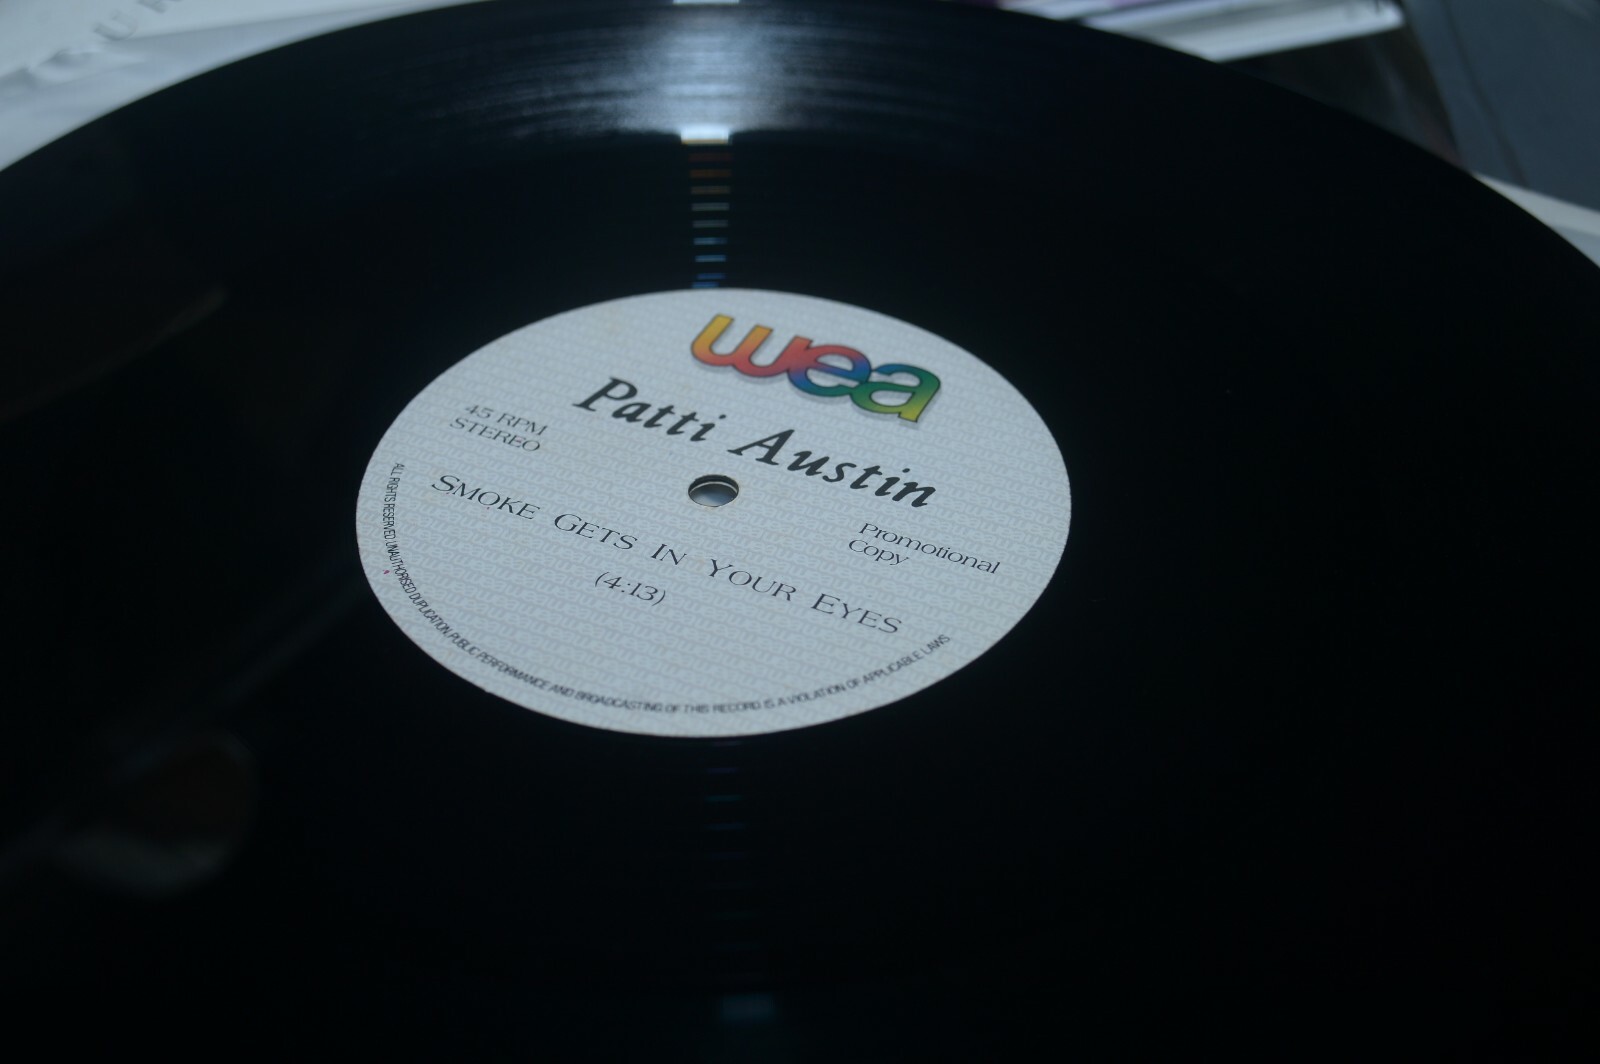 wea
Patti Austin
45 RPM
STEREO
Promotional
Copy
SMOKE GETS IN YOUR EYES
(4:13)
ALL RIGHTS RESERVED UNAUTHORISED DUPLICATION, PUBLIC PERFORMANCE AND BROADCASTING OF THIS RECORD IS A VIOLATION OF APPLICABLE LAWS